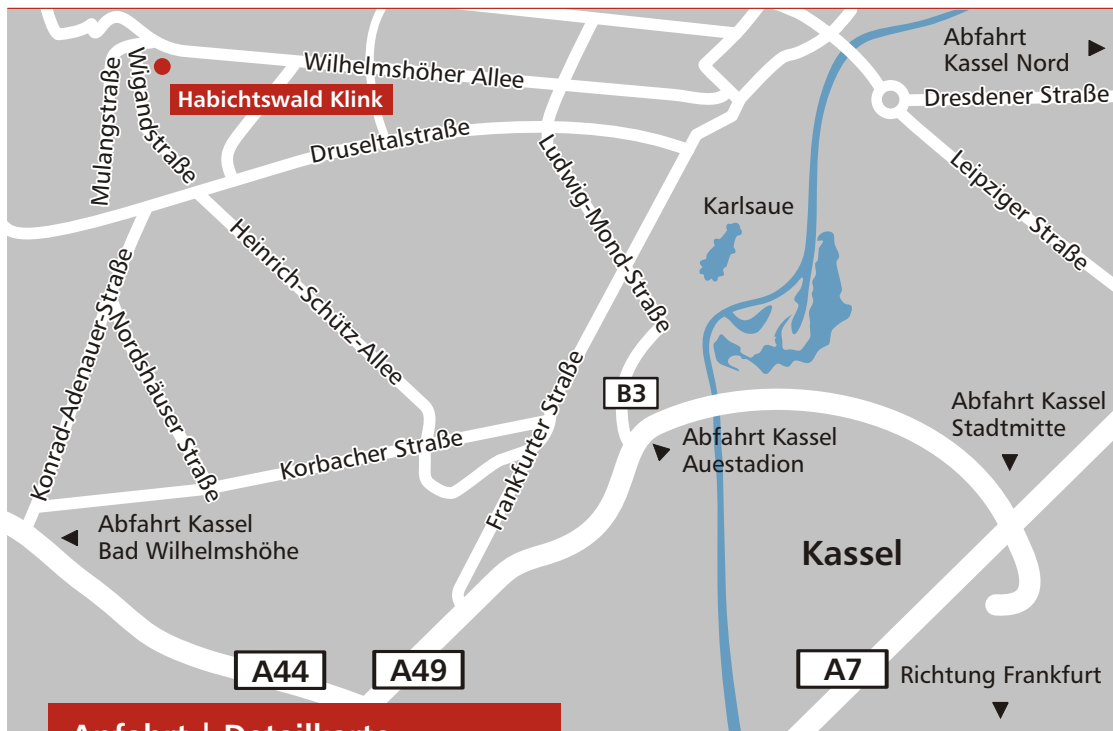 Abfahrt
Kassel Nord
Wilhelmshöher Allee
Habichtswald Klink
Mulangstraße
Wigandstraße
Dresdener Straße
Druseltalstraße
Ludwig-Mond-Straße
Leipziger Straße
Karlsaue
Heinrich-Schütz-Allee
Konrad-Adenauer-Straße
Nordshäuser Straße
B3
Frankfurter Straße
Korbacher Straße
Abfahrt Kassel
Auestadion
Abfahrt Kassel
Stadtmitte
Abfahrt Kassel
Bad Wilhelmshöhe
Kassel
A44
A49
A7
Richtung Frankfurt
Anfahrt | Detailkarte